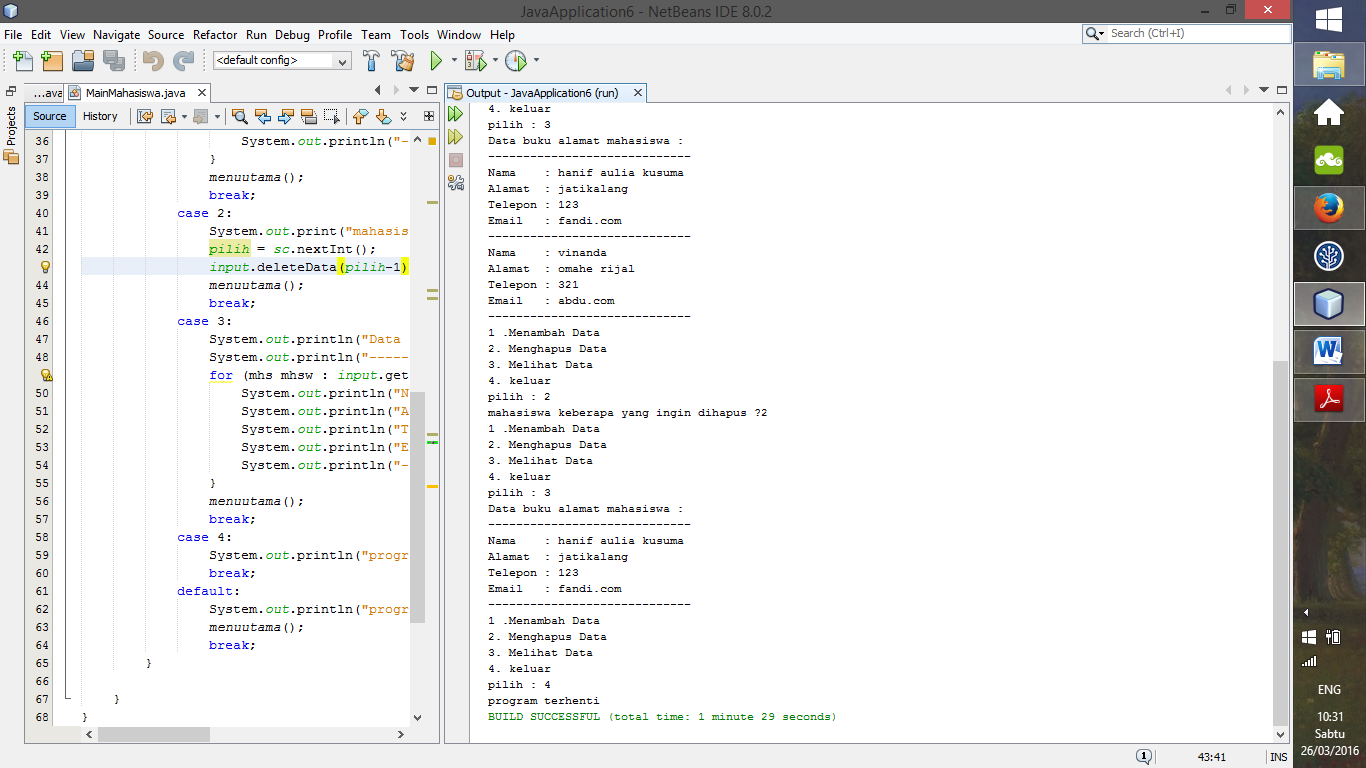 JavaApplication6 - NetBeans IDE 8.0.2
File Edit View Navigate Source Refactor Run Debug Profile Team Tools Window Help
Search (Ctrl+I)
<default config>
Projects
...ava MainMahasiswa.java
Source History
36 System.out.println("-
37 }
38 menuutama();
39 break;
40 case 2:
41 System.out.print("mahasis
42 pilih = sc.nextInt();
input.deleteData(pilih-1)
44 menuutama();
45 break;
46 case 3:
47 System.out.println("Data
48 System.out.println("-----
for (mhs mhsw : input.get
50 System.out.println("N
51 System.out.println("A
52 System.out.println("T
53 System.out.println("E
54 System.out.println("-
55 }
56 menuutama();
57 break;
58 case 4:
59 System.out.println("progr
60 break;
61 default:
62 System.out.println("progr
63 menuutama();
64 break;
65 }
66
67 }
68 }
Output - JavaApplication6 (run)
4. keluar
pilih : 3
Data buku alamat mahasiswa :
-----------------------------
Nama : hanif aulia kusuma
Alamat : jatikalang
Telepon : 123
Email : fandi.com
-----------------------------
Nama : vinanda
Alamat : omahe rijal
Telepon : 321
Email : abdu.com
-----------------------------
1 .Menambah Data
2. Menghapus Data
3. Melihat Data
4. keluar
pilih : 2
mahasiswa keberapa yang ingin dihapus ?2
1 .Menambah Data
2. Menghapus Data
3. Melihat Data
4. keluar
pilih : 3
Data buku alamat mahasiswa :
-----------------------------
Nama : hanif aulia kusuma
Alamat : jatikalang
Telepon : 123
Email : fandi.com
-----------------------------
1 .Menambah Data
2. Menghapus Data
3. Melihat Data
4. keluar
pilih : 4
program terhenti
BUILD SUCCESSFUL (total time: 1 minute 29 seconds)
1 43:41 INS
ENG
10:31
Sabtu
26/03/2016